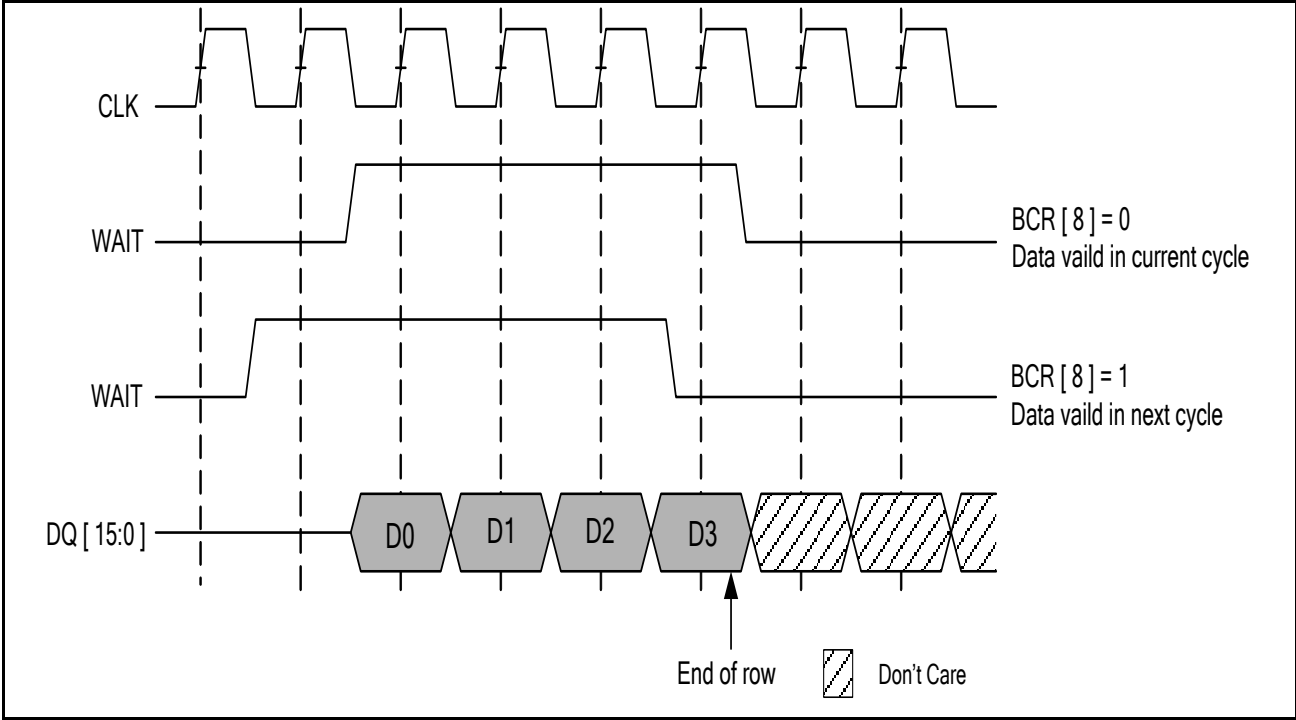 CLK
WAIT
BCR [ 8 ] = 0
Data vaild in current cycle
WAIT
BCR [ 8 ] = 1
Data vaild in next cycle
DQ [ 15:0 ]
D0
D1
D2
D3
End of row
Don't Care